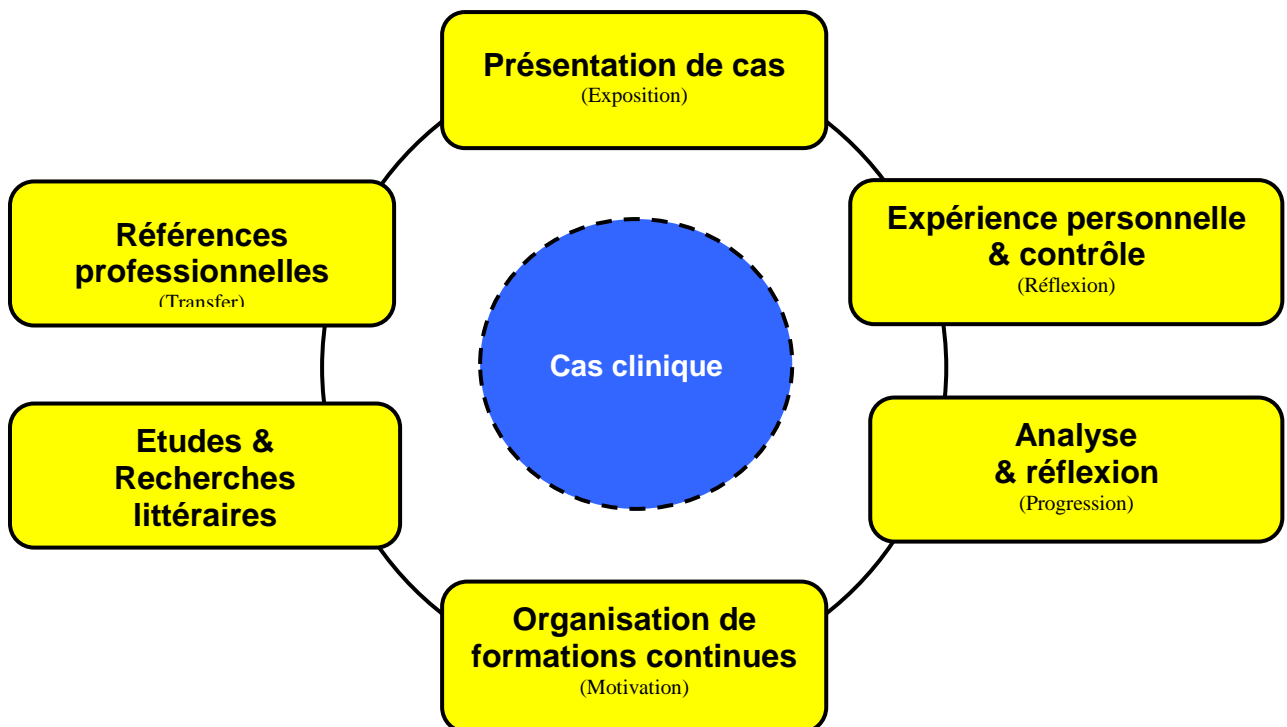 Présentation de cas
(Exposition)
Expérience personnelle
& contrôle
(Réflexion)
Analyse
& réflexion
(Progression)
Organisation de
formations continues
(Motivation)
Etudes &
Recherches
littéraires
Références
professionnelles
(Transfer)
Cas clinique